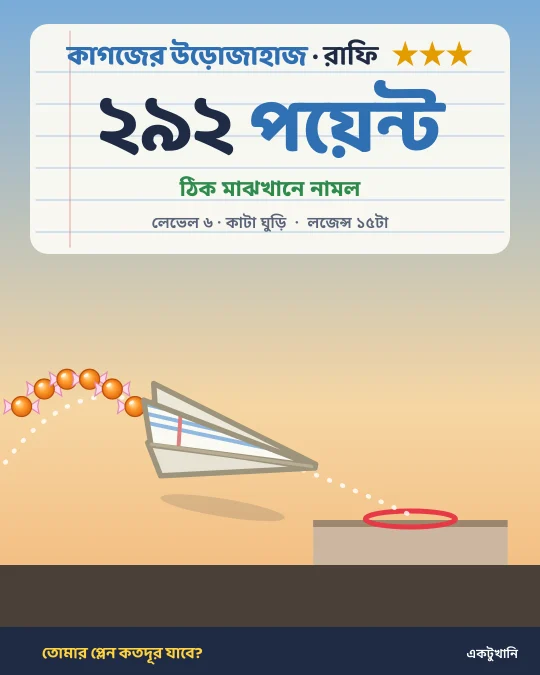 কাগজের উড়োজাহাজ · রাফি ★★★
২৯২ পয়েন্ট
ঠিক মাঝখানে নামল
লেভেল ৬ · কাটা ঘুড়ি · লজেন্স ১৫টা
তোমার প্লেন কতদূর যাবে?
একটুখানি